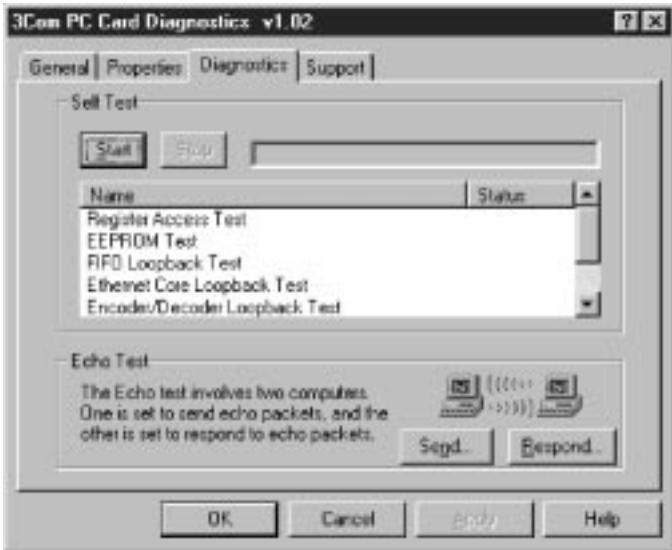 3Com PC Card Diagnostics v1.02
General Properties Diagnostics Support
Self Test
Start Stop
Name Status
Register Access Test
EEPROM Test
FIFO Loopback Test
Ethernet Core Loopback Test
Encoder/Decoder Loopback Test
Echo Test
The Echo test involves two computers.
One is set to send echo packets, and the
other is set to respond to echo packets.
Send... Respond...
OK Cancel Apply Help